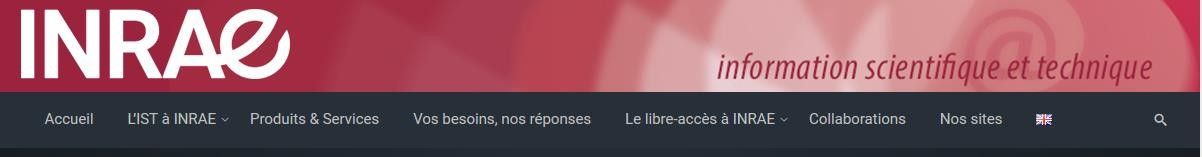 INRAE
information scientifique et technique
Accueil L'IST à INRAE Produits & Services Vos besoins, nos réponses Le libre-accès à INRAE Collaborations Nos sites